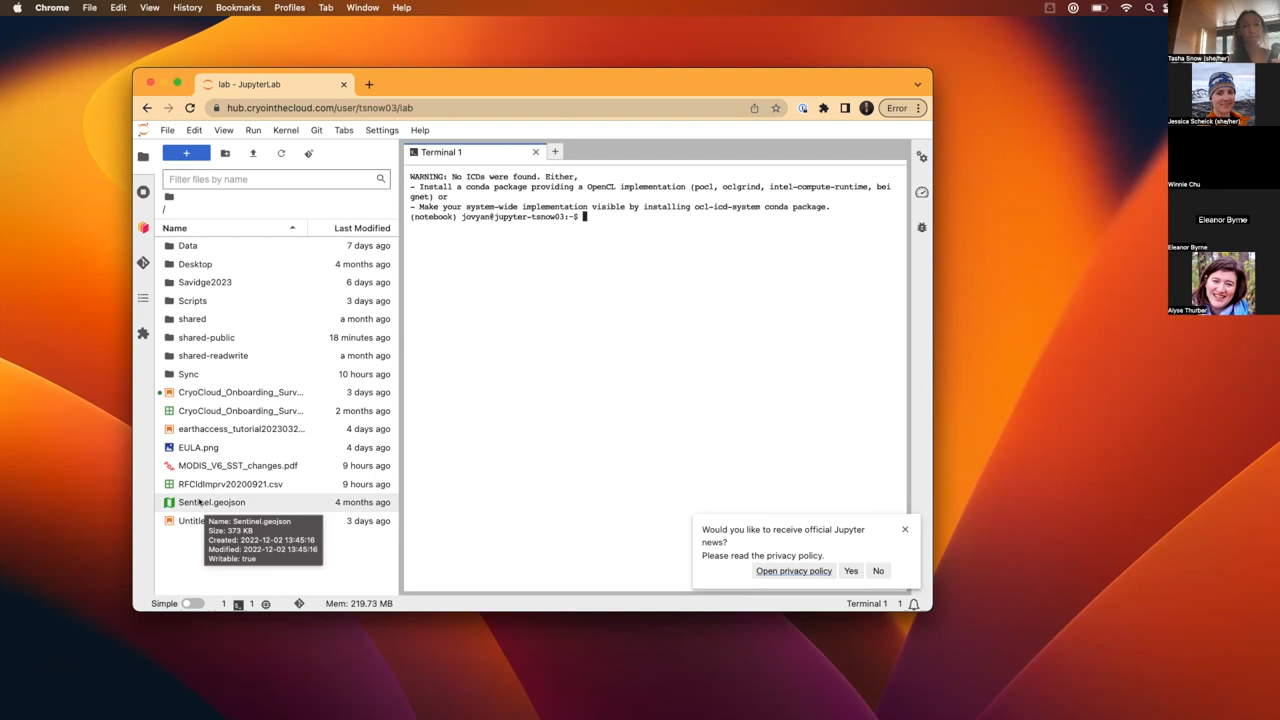 Chrome File Edit View History Bookmarks Profiles Tab Window Help
lab - JupyterLab
hub.cryointhecloud.com/user/tsnow03/lab
Error
File Edit View Run Kernel Git Tabs Settings Help
Filter files by name
/
Name Last Modified
Data 7 days ago
Desktop 4 months ago
Savidge2023 6 days ago
Scripts 3 days ago
shared a month ago
shared-public 18 minutes ago
shared-readwrite a month ago
Sync 10 hours ago
CryoCloud_Onboarding_Surv... 3 days ago
CryoCloud_Onboarding_Surv... 2 months ago
earthaccess_tutorial2023032... 4 days ago
EULA.png 4 days ago
MODIS_V6_SST_changes.pdf 9 hours ago
RFCldImprv20200921.csv 9 hours ago
Sentinel.geojson 4 months ago
Untitle 3 days ago
Name: Sentinel.geojson
Size: 373 KB
Created: 2022-12-02 13:45:16
Modified: 2022-12-02 13:45:16
Writable: true
Terminal 1
WARNING: No ICDs were found. Either,
- Install a conda package providing a OpenCL implementation (pocl, oclgrind, intel-compute-runtime, bei
gnet) or
- Make your system-wide implementation visible by installing ocl-icd-system conda package.
(notebook) jovyan@jupyter-tsnow03:~$
Would you like to receive official Jupyter
news?
Please read the privacy policy.
Open privacy policy Yes No
Simple 1 1 Mem: 219.73 MB Terminal 1 1
Tasha Snow (she/her)
Jessica Scheick (she/her)
Winnie Chu
Eleanor Byrne
Eleanor Byrne
Alyse Thurber